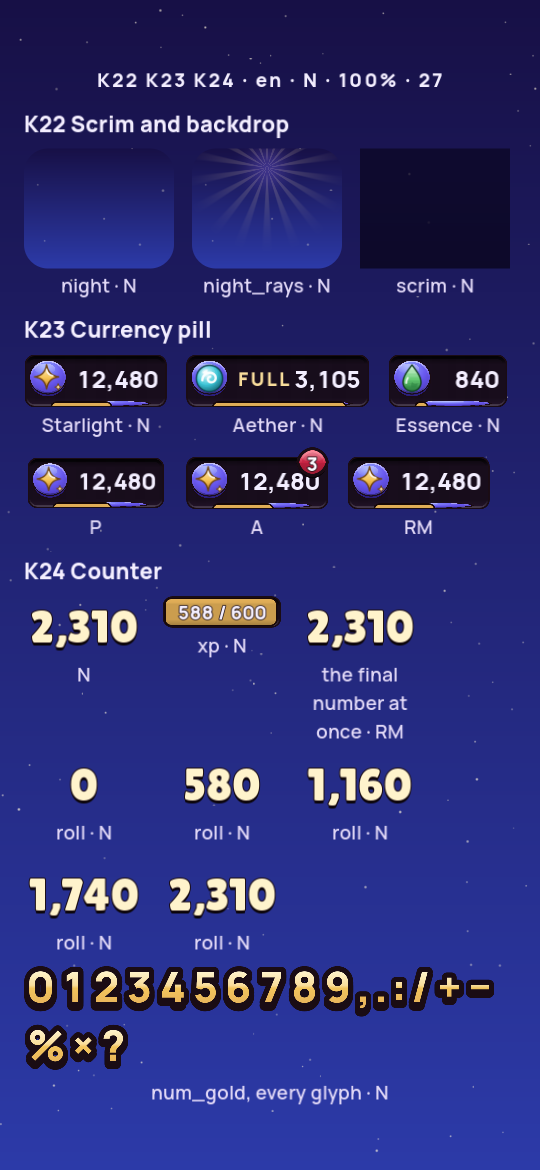 K22 K23 K24 · en · N · 100% · 27
K22 Scrim and backdrop
night · N night_rays · N scrim · N
K23 Currency pill
12,480 FULL 3,105 840
Starlight · N Aether · N Essence · N
3
12,480 12,480 12,480
P A RM
K24 Counter
2,310 588 / 600 2,310
xp · N
N the final
number at
once · RM
0 580 1,160
roll · N roll · N roll · N
1,740 2,310
roll · N roll · N
0123456789,.:/+−
%×?
num_gold, every glyph · N